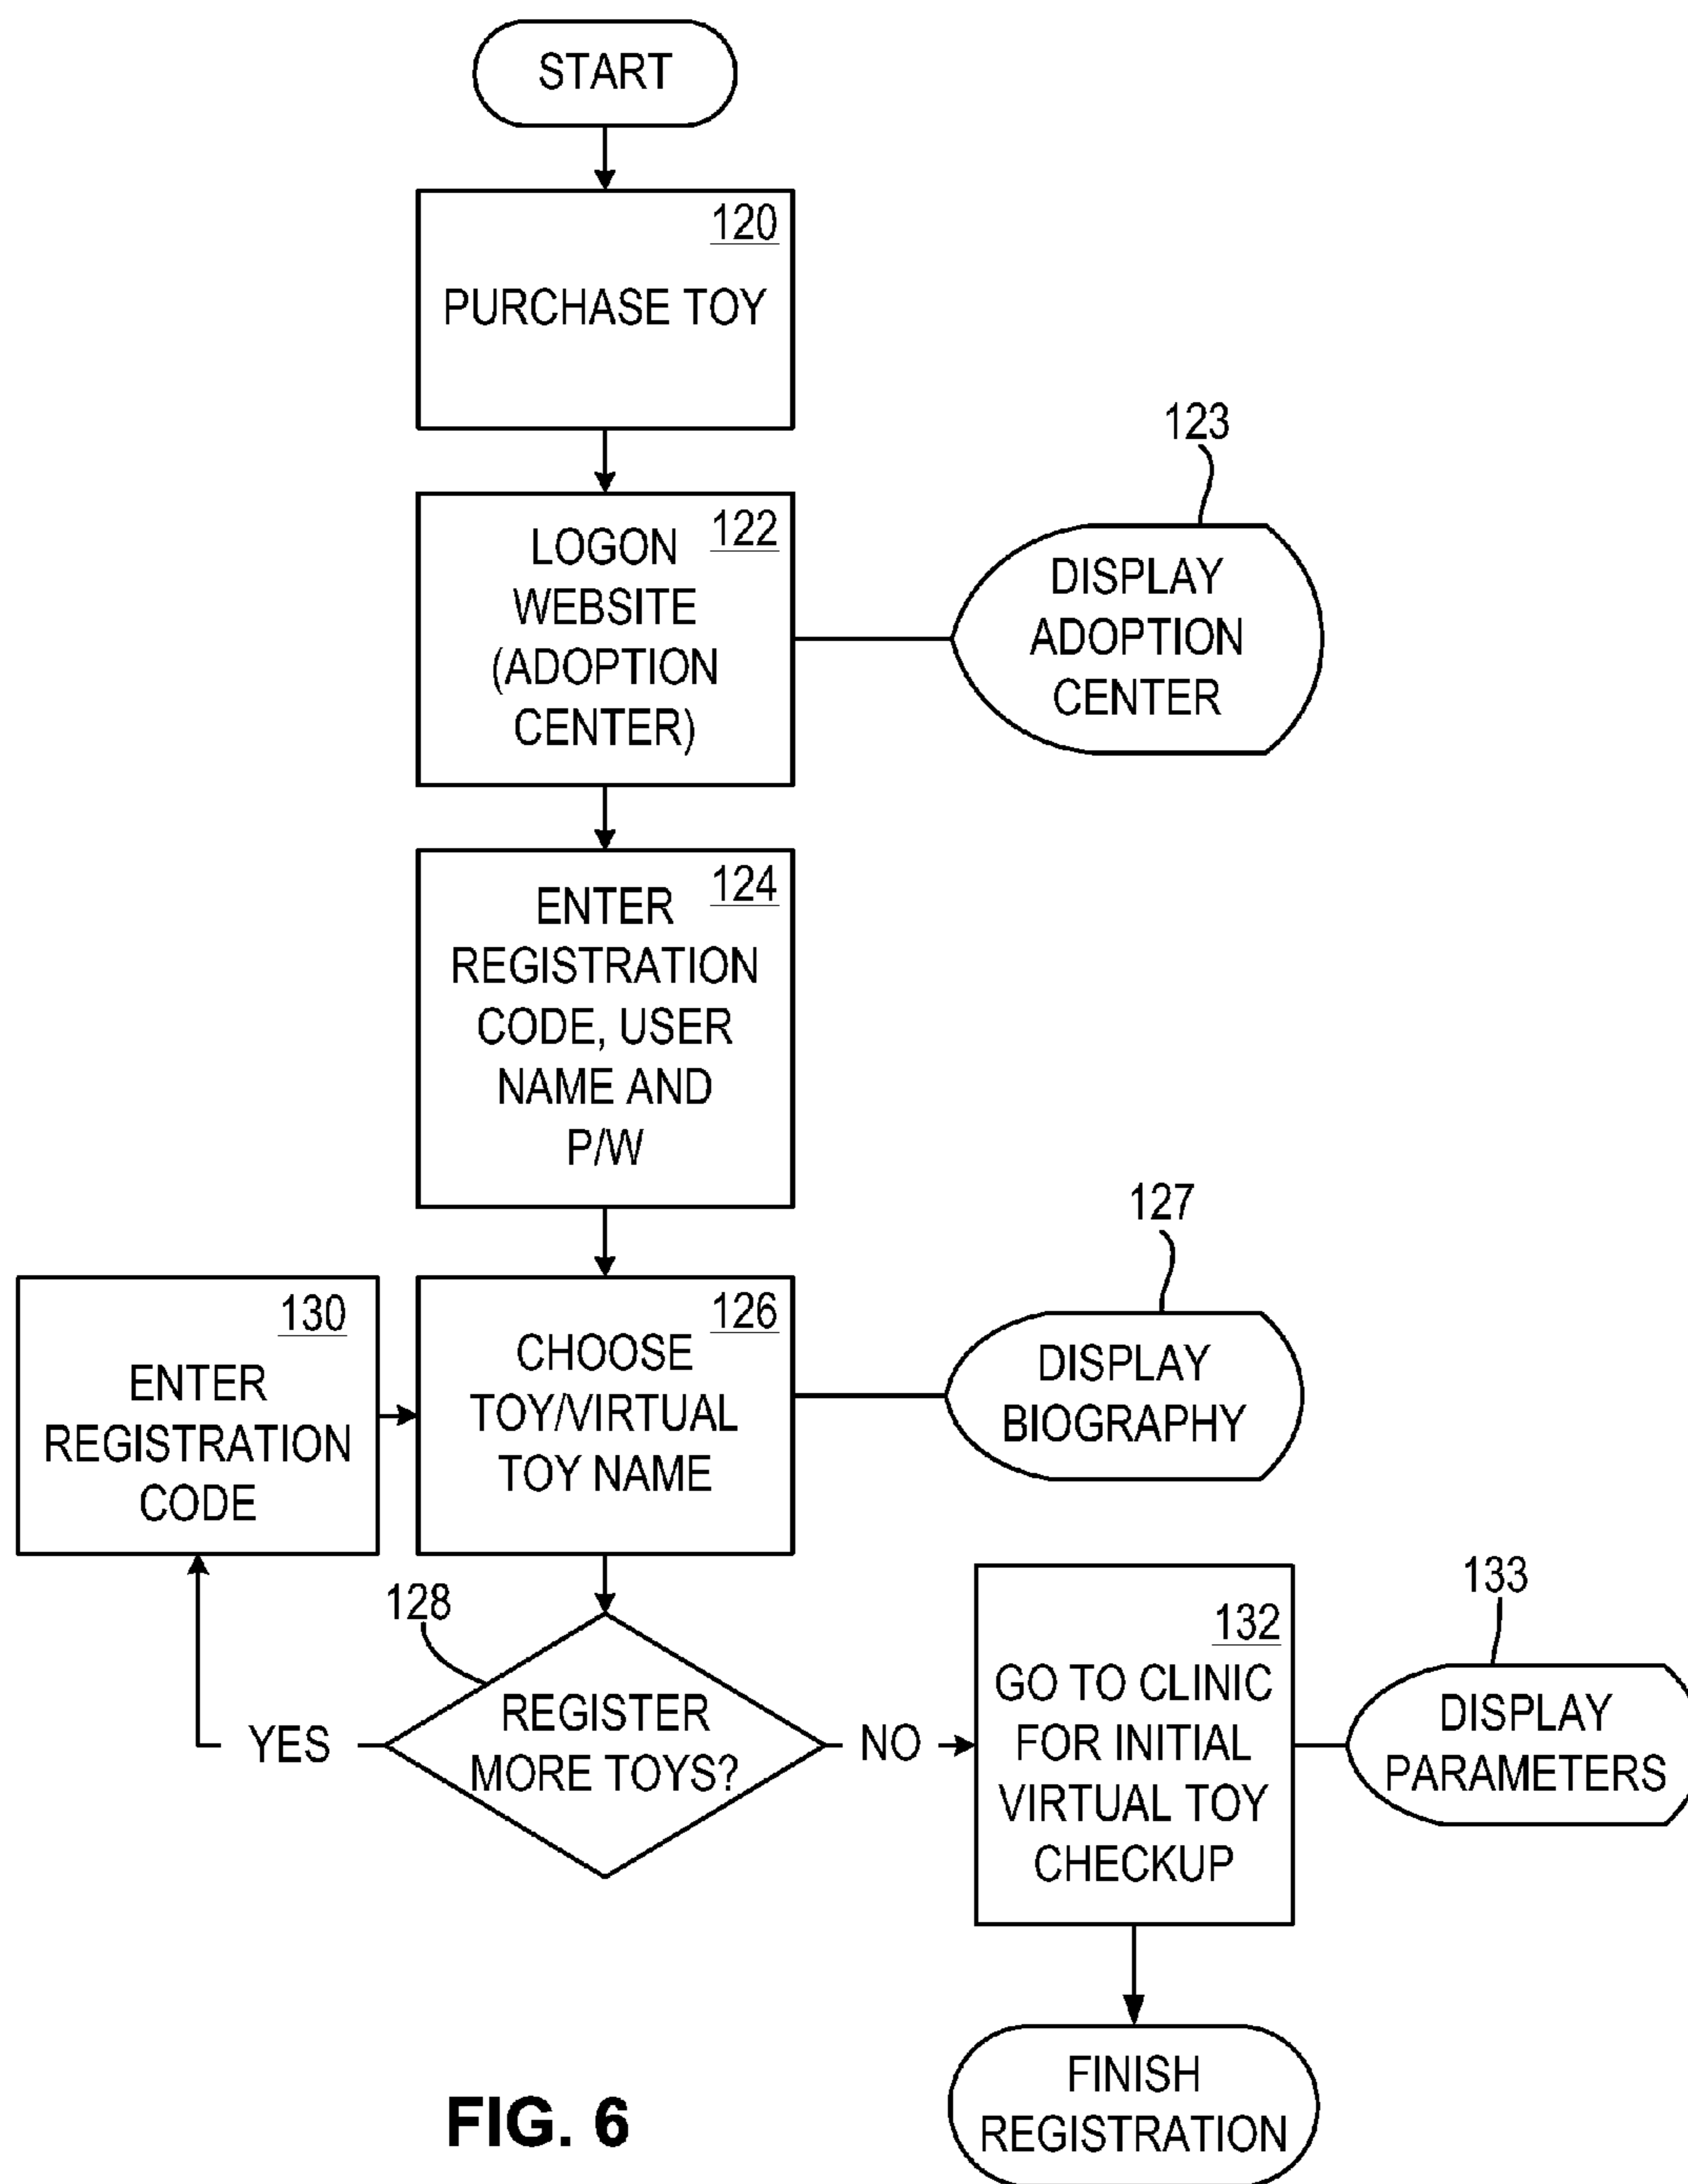 START
120
PURCHASE TOY
122
LOGON
WEBSITE
(ADOPTION
CENTER)
123
DISPLAY
ADOPTION
CENTER
124
ENTER
REGISTRATION
CODE, USER
NAME AND
P/W
130
ENTER
REGISTRATION
CODE
126
CHOOSE
TOY/VIRTUAL
TOY NAME
127
DISPLAY
BIOGRAPHY
128
REGISTER
MORE TOYS?
YES
NO
132
GO TO CLINIC
FOR INITIAL
VIRTUAL TOY
CHECKUP
133
DISPLAY
PARAMETERS
FINISH
REGISTRATION
FIG. 6